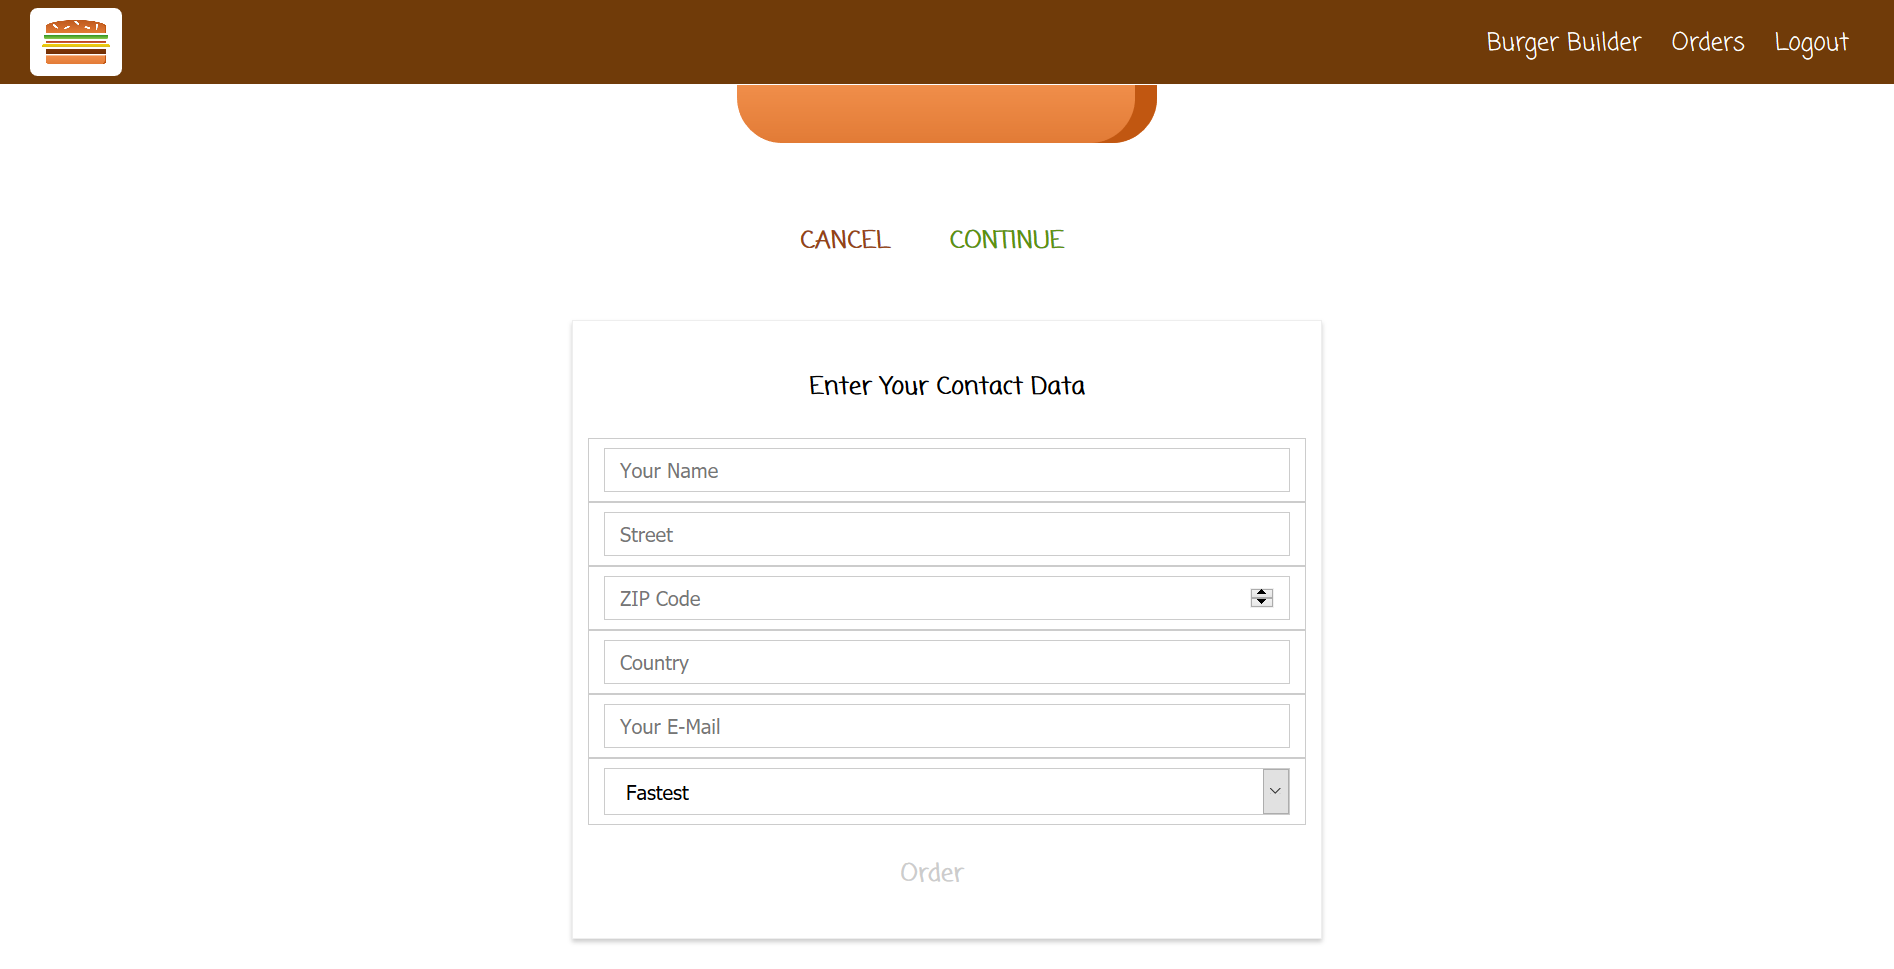 Burger Builder Orders Logout
CANCEL CONTINUE
Enter Your Contact Data
Your Name
Street
ZIP Code
Country
Your E-Mail
Fastest
Order